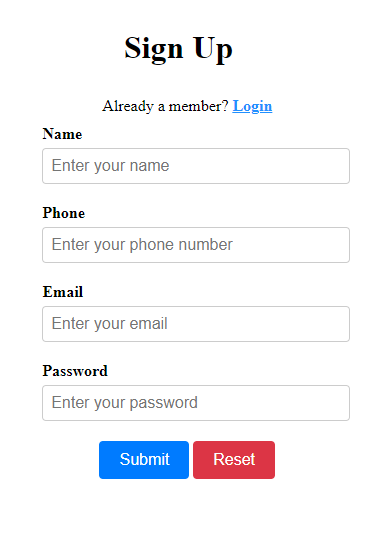 Sign Up
Already a member? Login
Name
Enter your name
Phone
Enter your phone number
Email
Enter your email
Password
Enter your password
Submit Reset